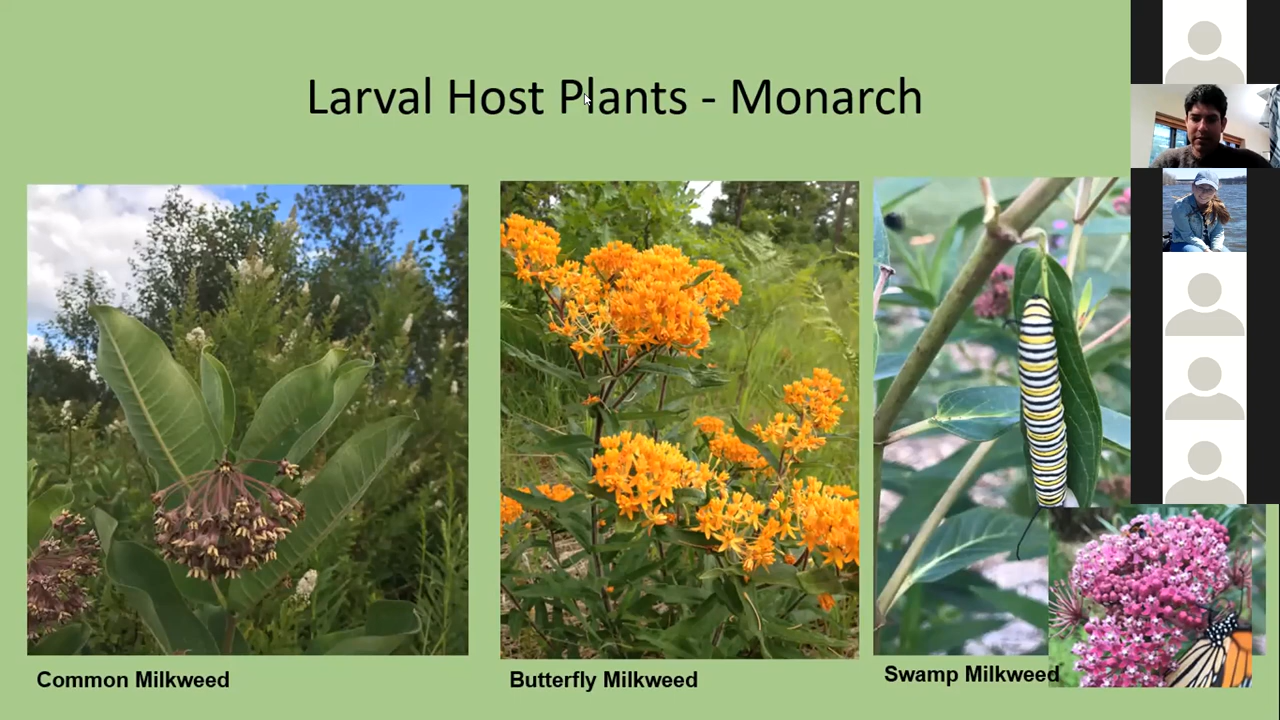 Larval Host Plants - Monarch
Common Milkweed
Butterfly Milkweed
Swamp Milkweed